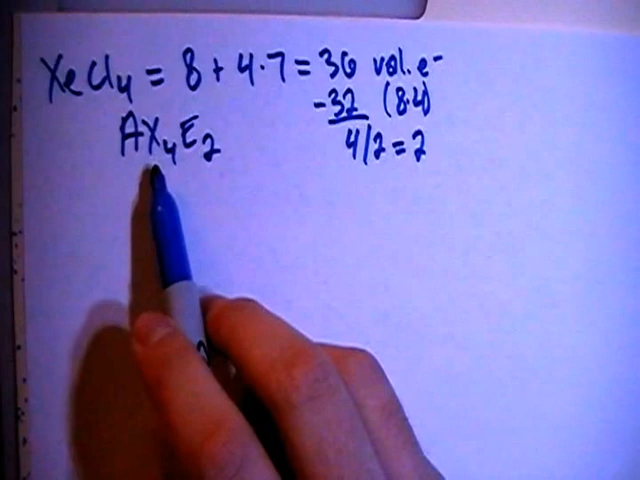 XeCl4 = 8 + 4·7 = 36 val. e-
-32 (8·4)
AX4E2 4/2 = 2